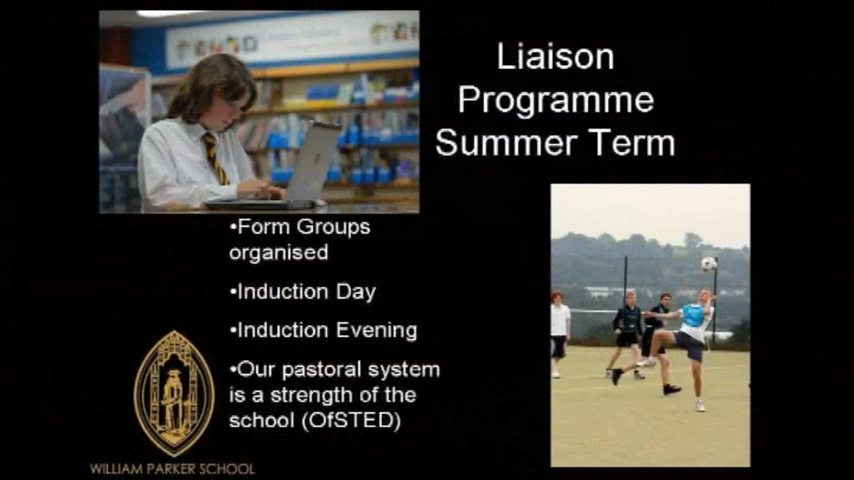 Liaison
Programme
Summer Term
•Form Groups
organised
•Induction Day
•Induction Evening
•Our pastoral system
is a strength of the
school (OfSTED)
WILLIAM PARKER SCHOOL